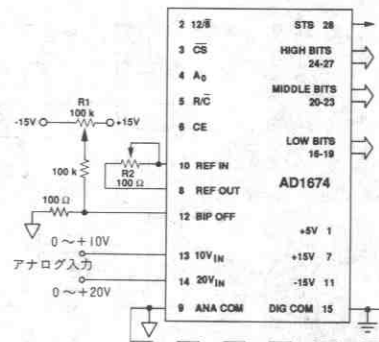 2 12/8̅
STS 28
3 C̅S̅
HIGH BITS
24-27
4 A₀
R1
100 k
5 R/C̅
MIDDLE BITS
20-23
-15V
+15V
6 CE
LOW BITS
16-19
100 k
R2
100 Ω
10 REF IN
8 REF OUT
AD1674
100 Ω
12 BIP OFF
+5V 1
0～+10V
13 10VIN
+15V 7
アナログ入力
14 20VIN
-15V 11
0～+20V
9 ANA COM
DIG COM 15